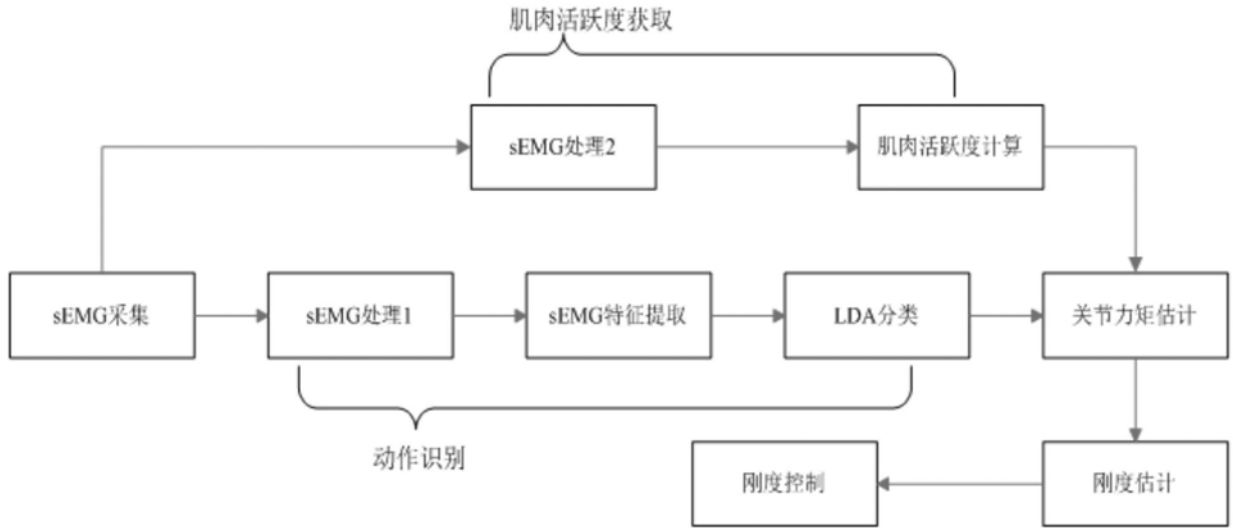 肌肉活跃度获取
sEMG处理2
肌肉活跃度计算
sEMG采集
sEMG处理1
sEMG特征提取
LDA分类
关节力矩估计
动作识别
刚度控制
刚度估计